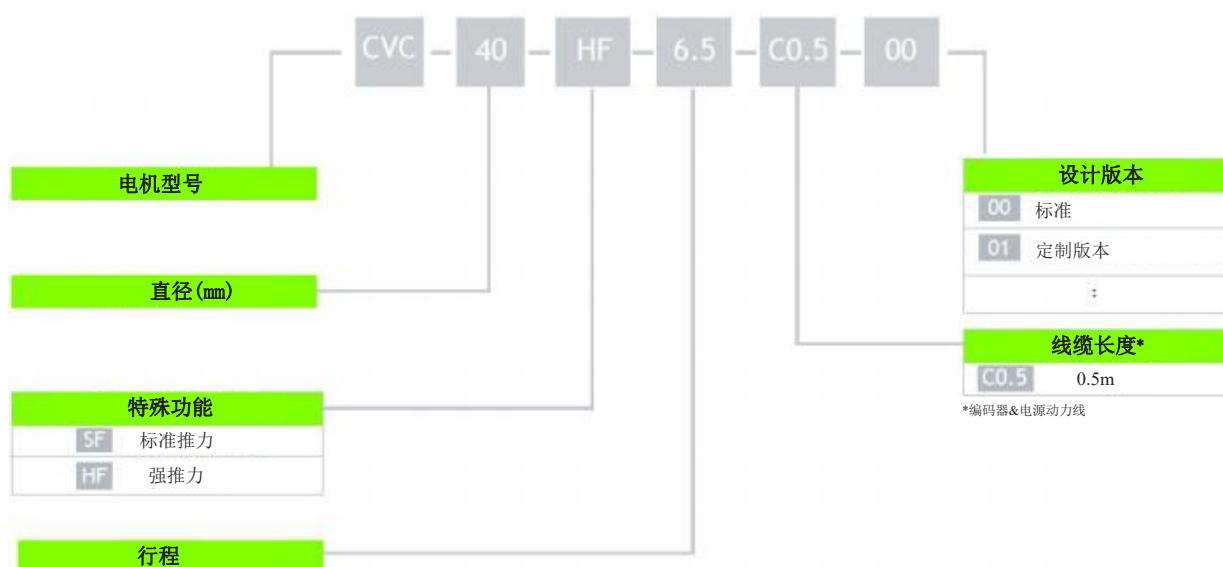 CVC - 40 - HF - 6.5 - C0.5 - 00
电机型号
设计版本
00 标准
01 定制版本
:
直径(mm)
线缆长度*
C0.5 0.5m
*编码器&电源动力线
特殊功能
SF 标准推力
HF 强推力
行程